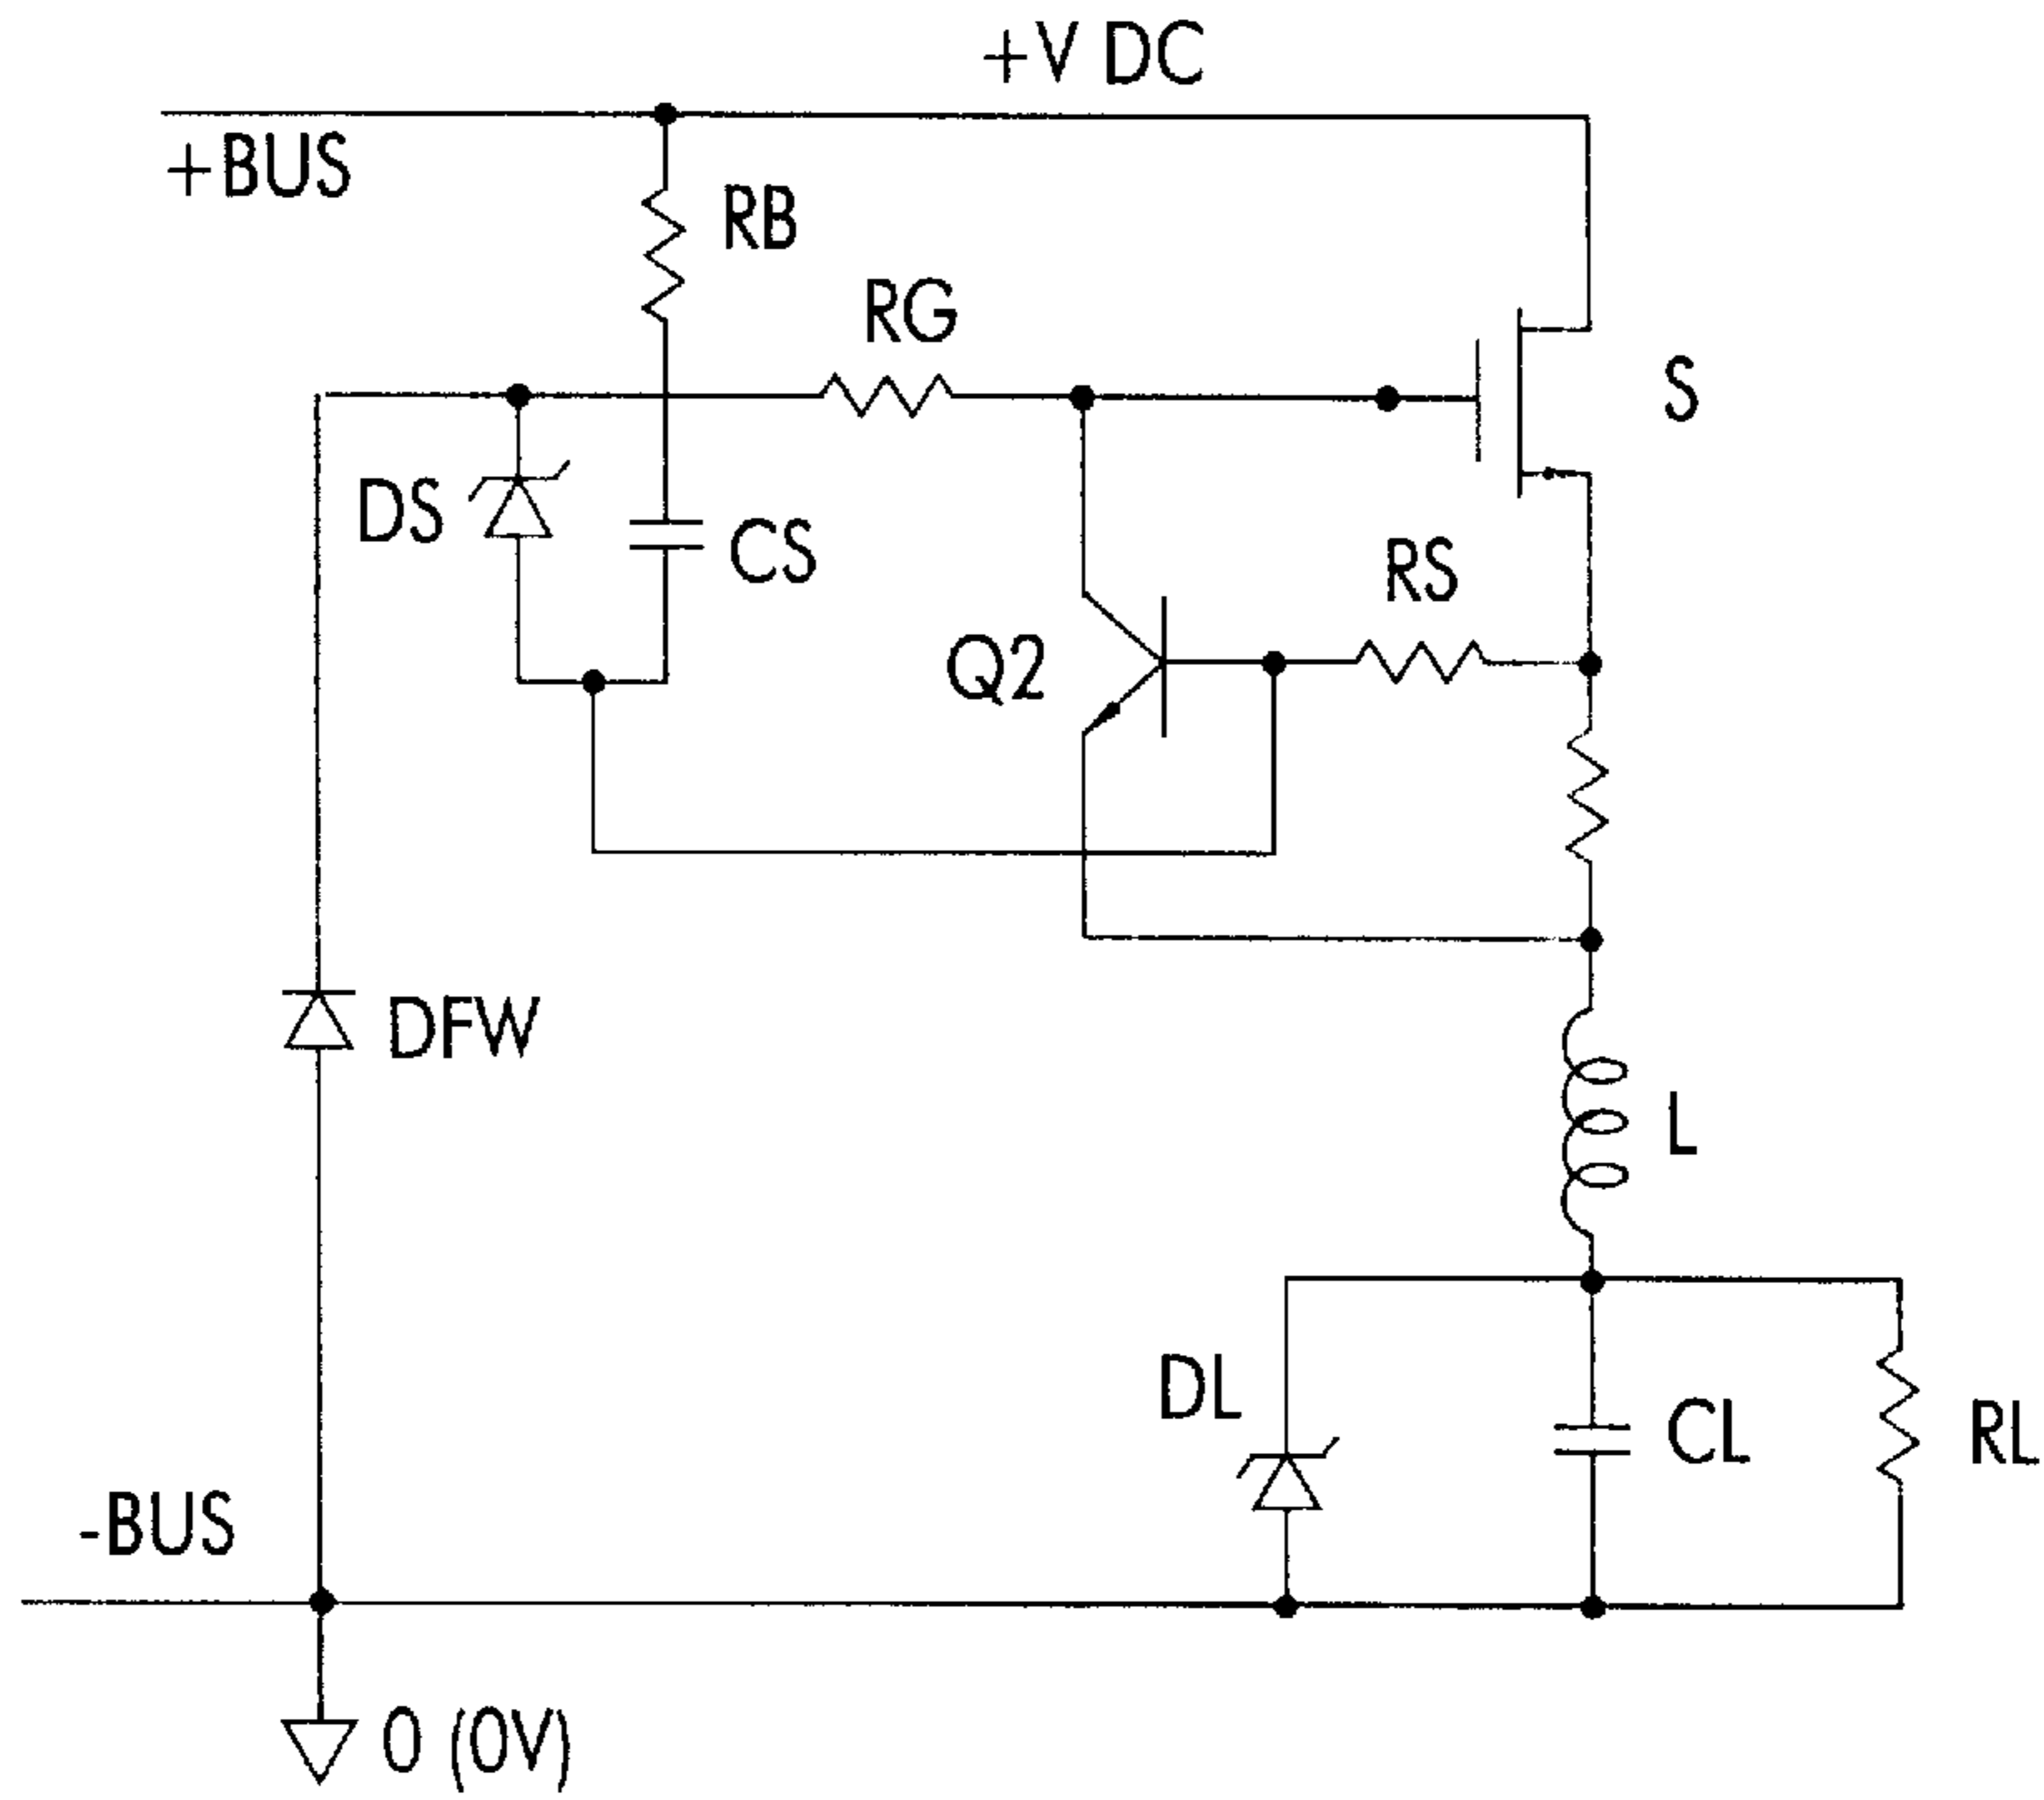 +V DC
+BUS
RB
RG
S
DS
CS
RS
Q2
DFW
L
DL
CL
RL
-BUS
0 (0V)